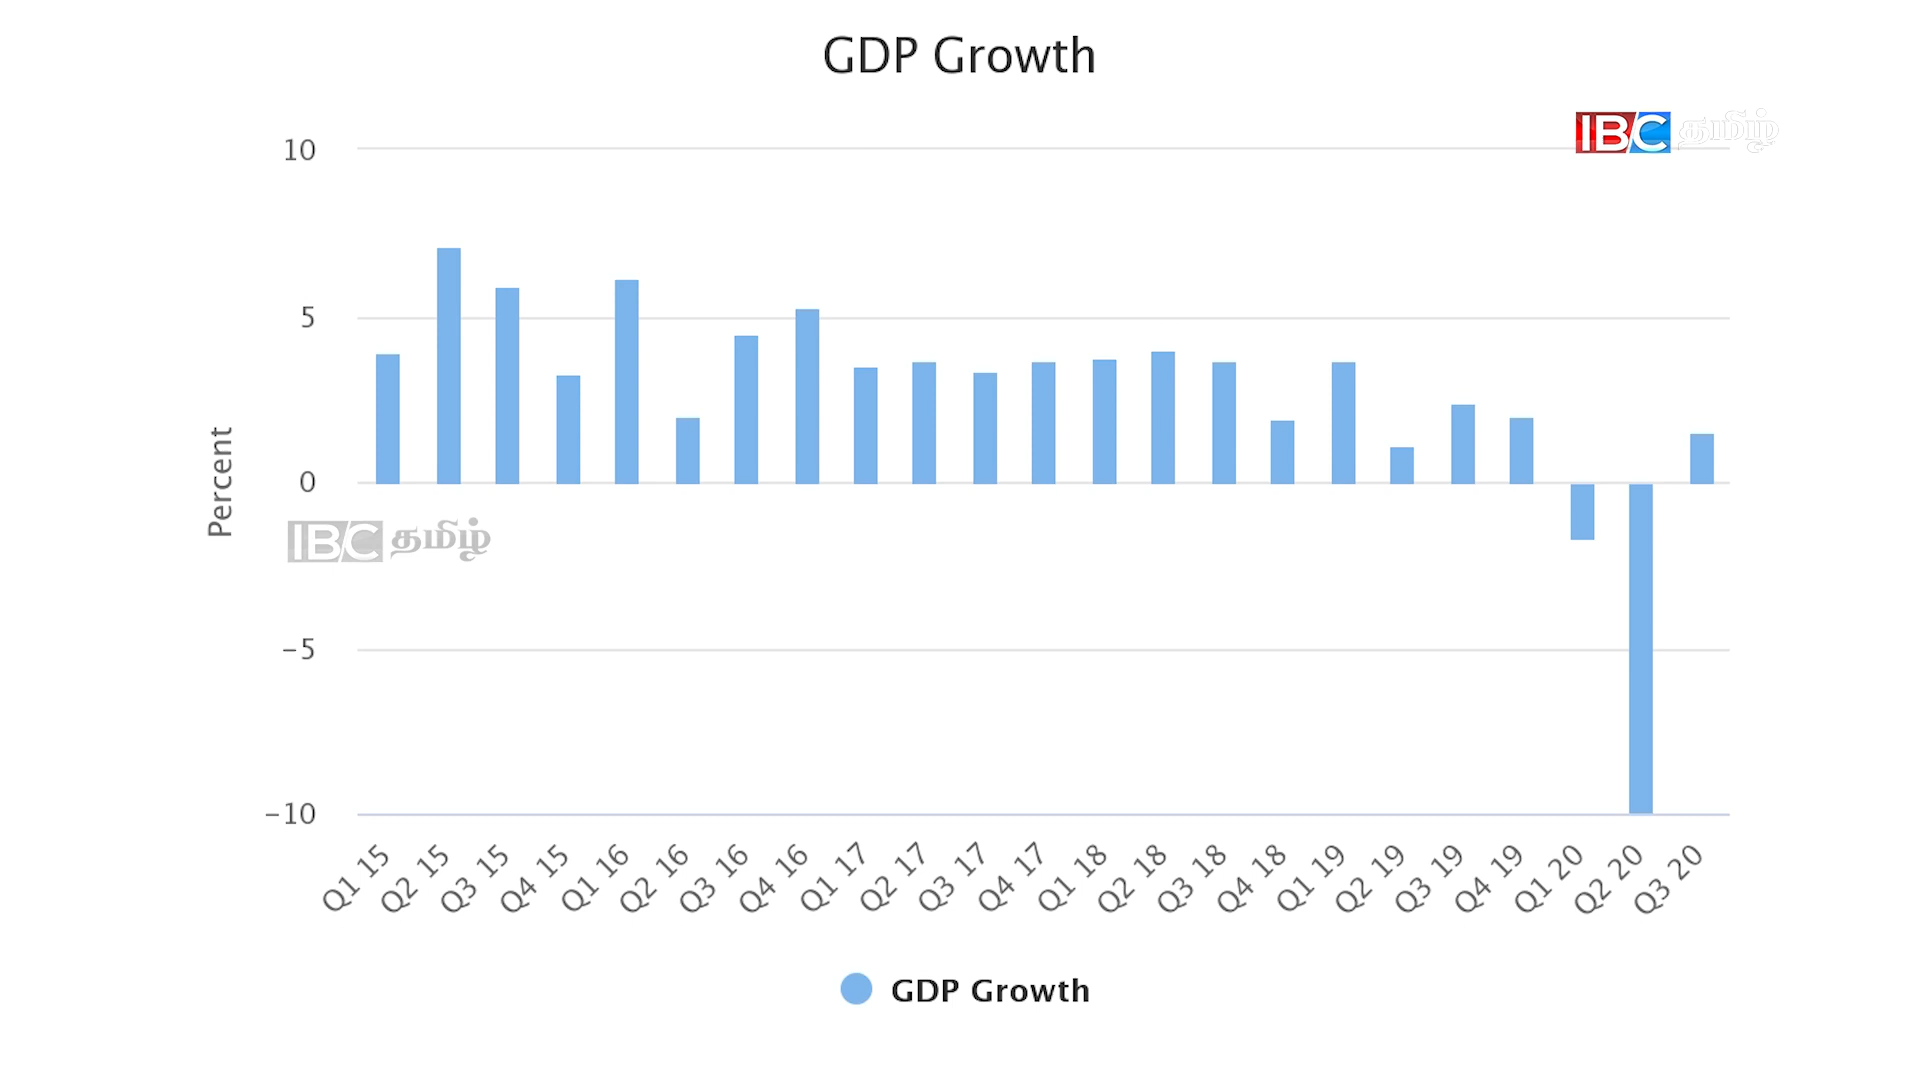 GDP Growth
IBC தமிழ்
10
5
0
-5
-10
Percent
IBC தமிழ்
Q1 15
Q2 15
Q3 15
Q4 15
Q1 16
Q2 16
Q3 16
Q4 16
Q1 17
Q2 17
Q3 17
Q4 17
Q1 18
Q2 18
Q3 18
Q4 18
Q1 19
Q2 19
Q3 19
Q4 19
Q1 20
Q2 20
Q3 20
GDP Growth